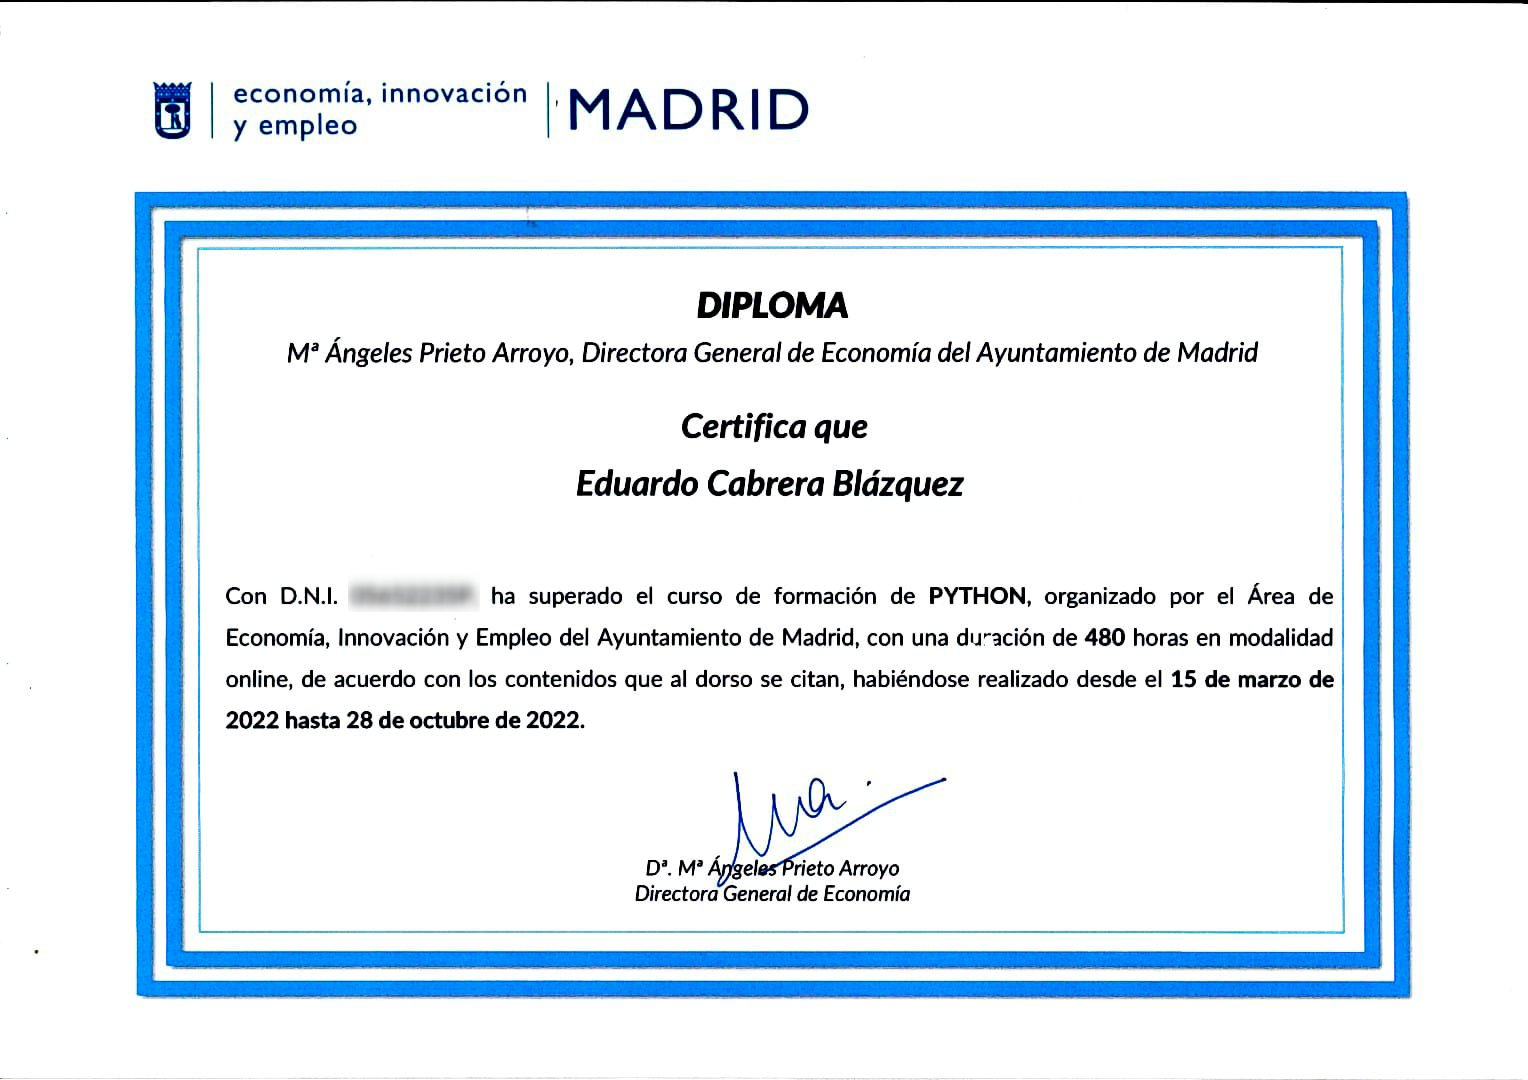 economía, innovación
y empleo
MADRID
DIPLOMA
Mª Ángeles Prieto Arroyo, Directora General de Economía del Ayuntamiento de Madrid
Certifica que
Eduardo Cabrera Blázquez
Con D.N.I. ha superado el curso de formación de PYTHON, organizado por el Área de
Economía, Innovación y Empleo del Ayuntamiento de Madrid, con una duración de 480 horas en modalidad
online, de acuerdo con los contenidos que al dorso se citan, habiéndose realizado desde el 15 de marzo de
2022 hasta 28 de octubre de 2022.
Dª. Mª Ángeles Prieto Arroyo
Directora General de Economía